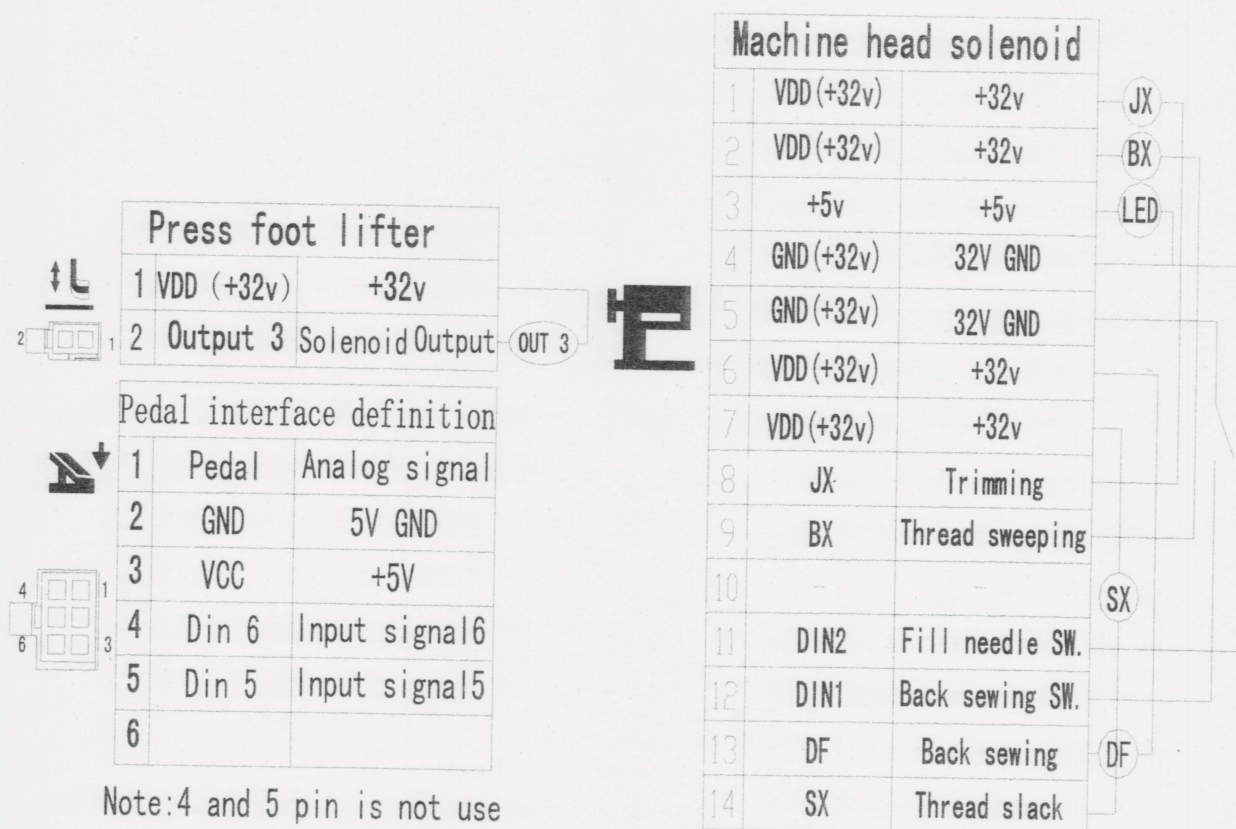 Press foot lifter
1 VDD (+32v) +32v
2 Output 3 Solenoid Output OUT 3
2 1
Pedal interface definition
1 Pedal Analog signal
2 GND 5V GND
3 VCC +5V
4 Din 6 Input signal6
5 Din 5 Input signal5
6
4 1
6 3
Note:4 and 5 pin is not use
Machine head solenoid
1 VDD(+32v) +32v JX
2 VDD(+32v) +32v BX
3 +5v +5v LED
4 GND(+32v) 32V GND
5 GND(+32v) 32V GND
6 VDD(+32v) +32v
7 VDD(+32v) +32v
8 JX Trimming
9 BX Thread sweeping
10 - -
SX
11 DIN2 Fill needle SW.
12 DIN1 Back sewing SW.
13 DF Back sewing DF
14 SX Thread slack